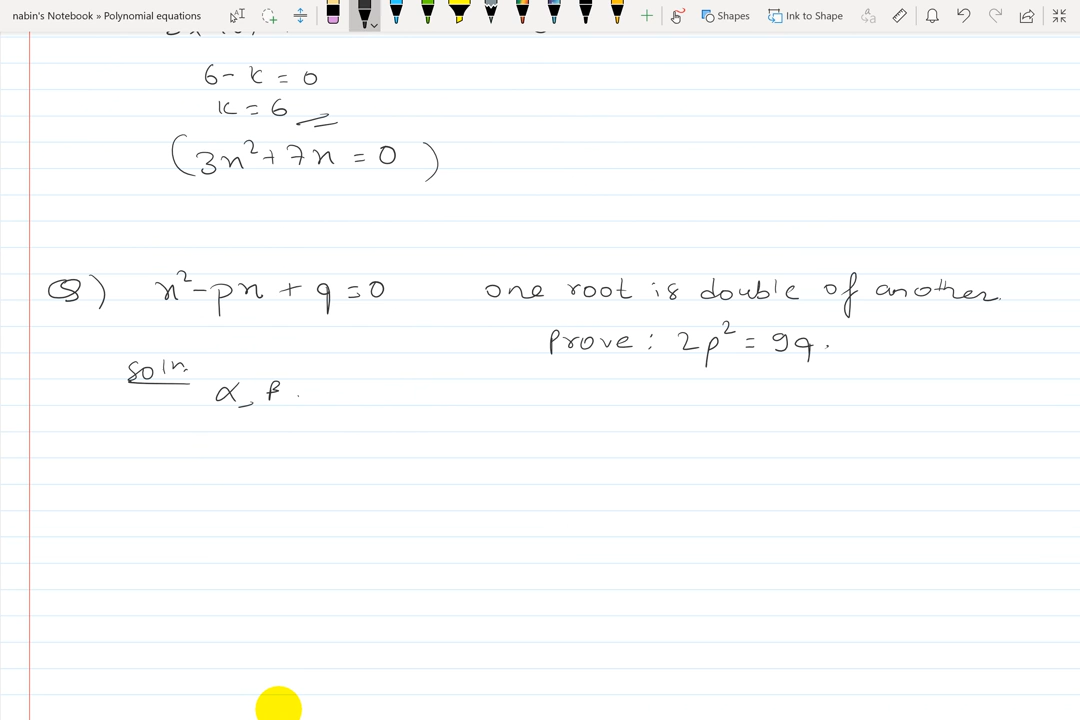 nabin's Notebook » Polynomial equations
Shapes
Ink to Shape
6 - k = 0
k = 6
(3x² + 7x = 0)
Q) x² - px + q = 0 one root is double of another.
Prove: 2p² = 9q.
Soln.
α, β.